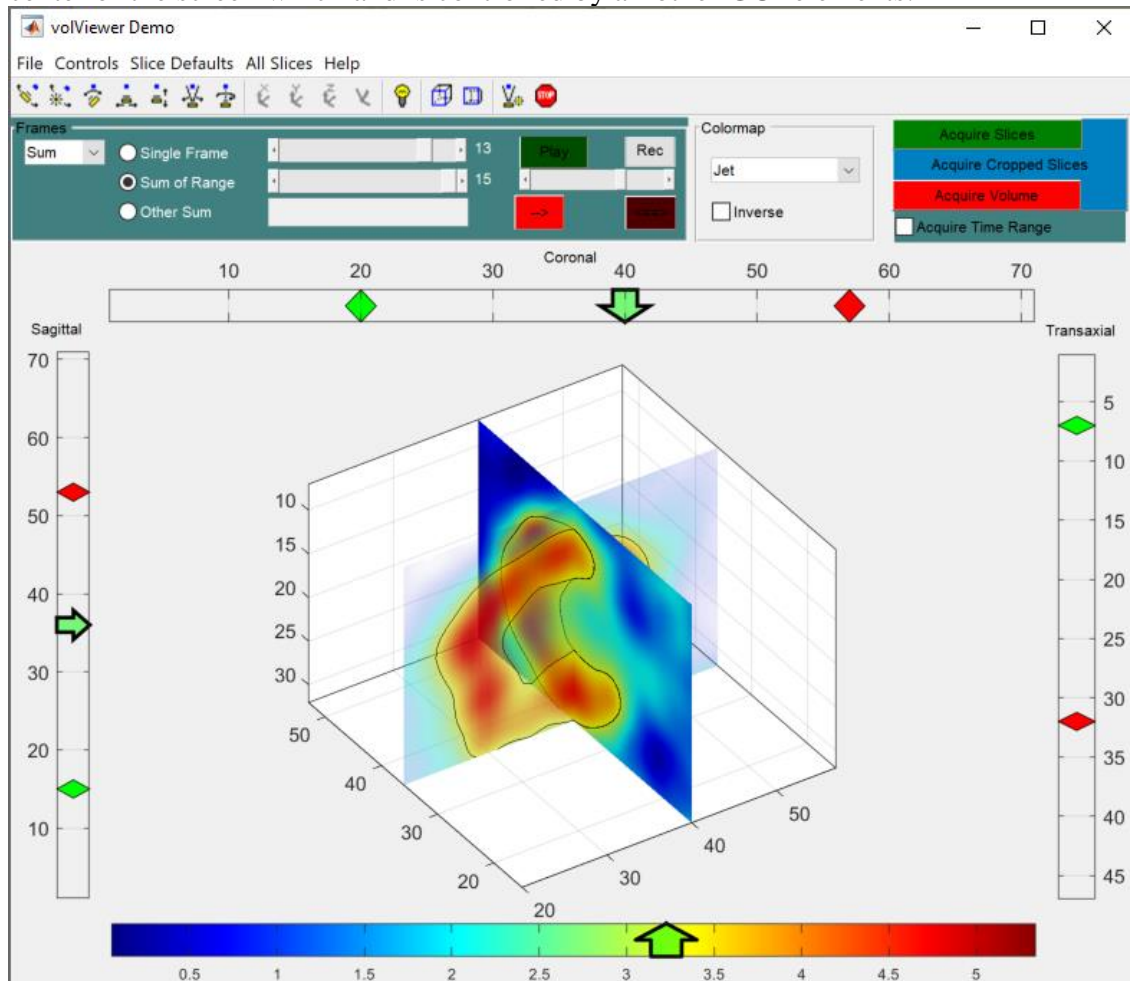 volViewer Demo
File Controls Slice Defaults All Slices Help
Frames
Sum
Single Frame
13
Play
Rec
Sum of Range
15
Other Sum
-->
Colormap
Jet
Inverse
Acquire Slices
Acquire Cropped Slices
Acquire Volume
Acquire Time Range
STOP
Coronal
10 20 30 40 50 60 70
Sagittal
70
60
50
40
30
20
10
Transaxial
5
10
15
20
25
30
35
40
45
10
15
20
25
30
50
40
30
20
20
30
40
50
0.5 1 1.5 2 2.5 3 3.5 4 4.5 5